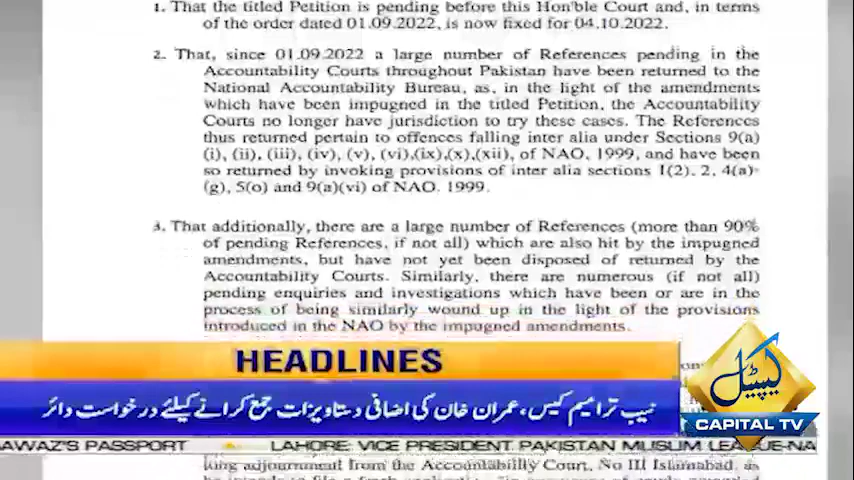 1. That the titled Petition is pending before this Hon'ble Court and, in terms
of the order dated 01.09.2022, is now fixed for 04.10.2022.
2. That, since 01.09.2022 a large number of References pending in the
Accountability Courts throughout Pakistan have been returned to the
National Accountability Bureau, as, in the light of the amendments
which have been impugned in the titled Petition, the Accountability
Courts no longer have jurisdiction to try these cases. The References
thus returned pertain to offences falling inter alia under Sections 9(a)
(i), (ii), (iii), (iv), (v), (vi),(ix),(x),(xii), of NAO, 1999, and have been
so returned by invoking provisions of inter alia sections 1(2), 2, 4(a)-
(g), 5(o) and 9(a)(vi) of NAO. 1999.
3. That additionally, there are a large number of References (more than 90%
of pending References, if not all) which are also hit by the impugned
amendments, but have not yet been disposed of returned by the
Accountability Courts. Similarly, there are numerous (if not all)
pending enquiries and investigations which have been or are in the
process of being similarly wound up in the light of the provisions
introduced in the NAO by the impugned amendments.
HEADLINES
نیب ترامیم کیس، عمران خان کی اضافی دستاویزات جمع کرانے کیلئے درخواست دائر
کیپیٹل
CAPITAL TV
AWAZ'S PASSPORT LAHORE: VICE PRESIDENT PAKISTAN MUSLIM LEAGUE-NA
long adjournment from the Accountability Court, No III Islamabad, as